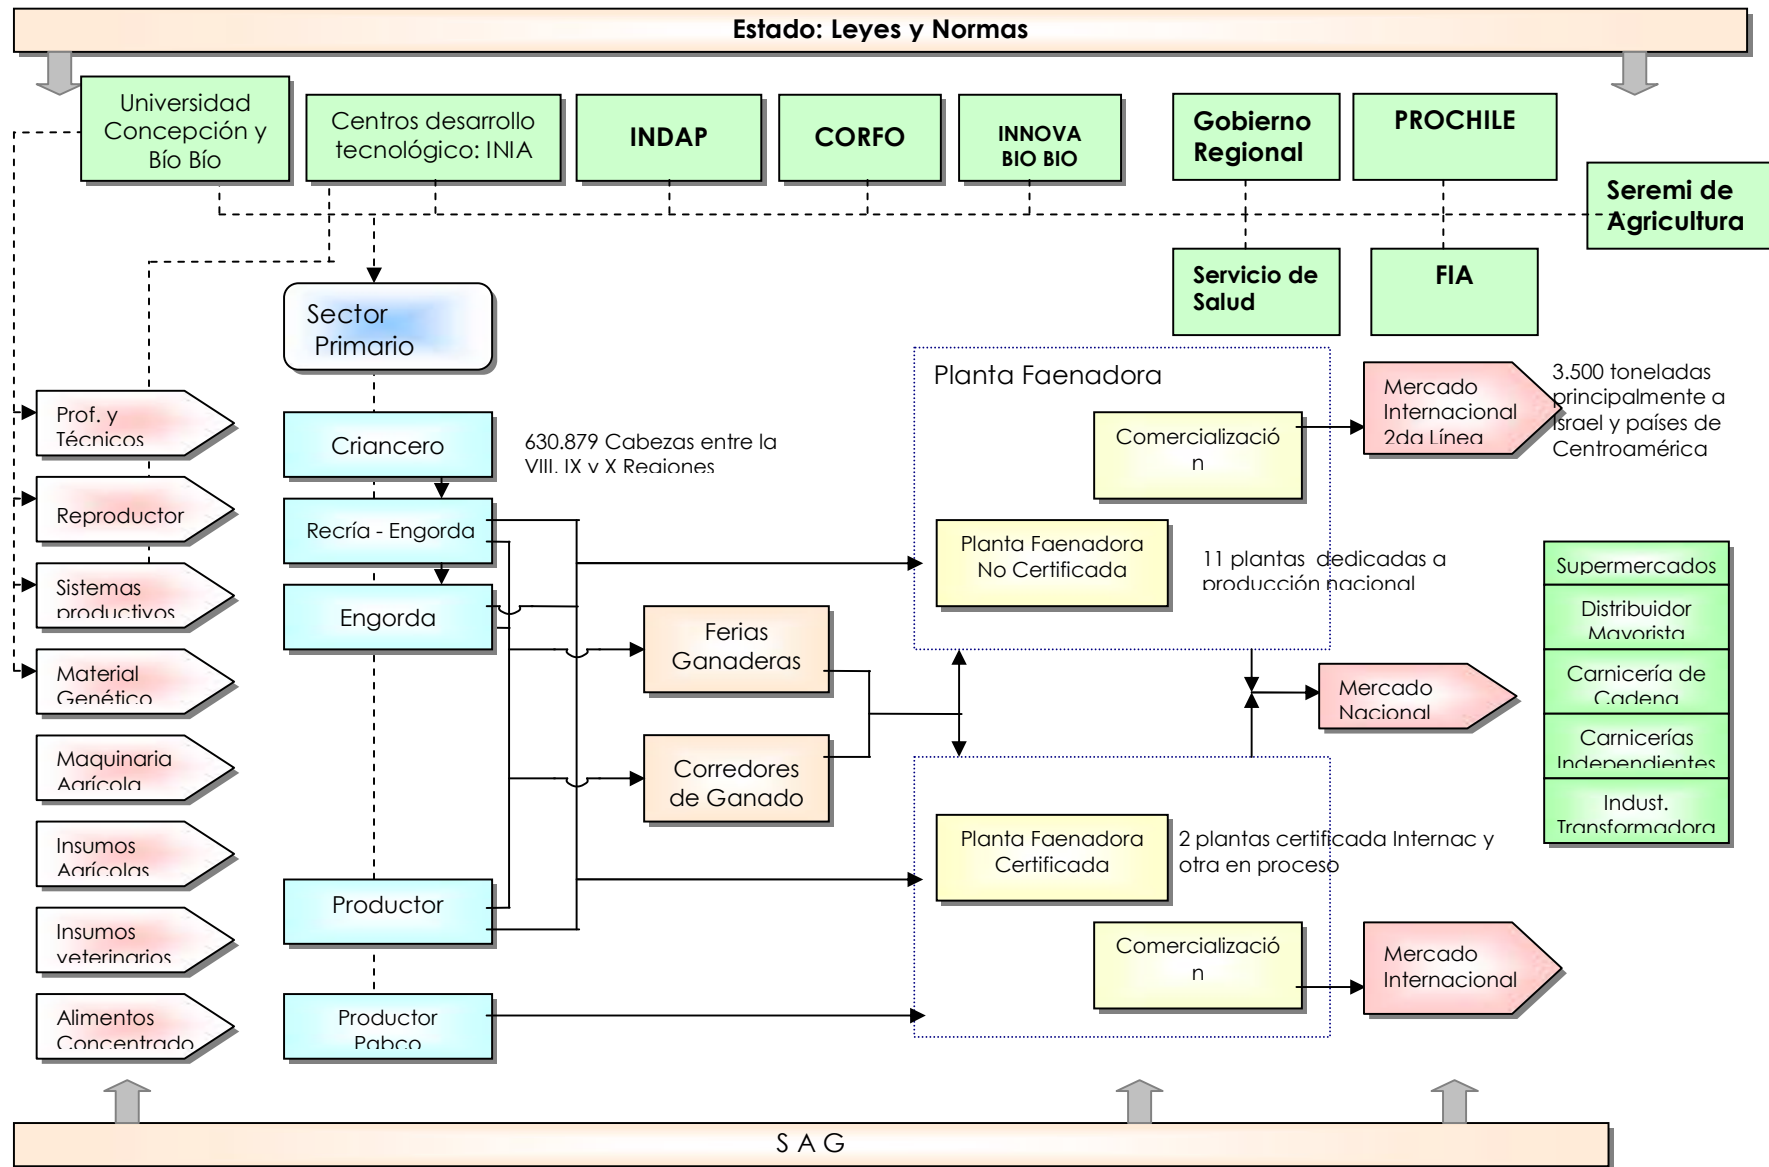 Estado: Leyes y Normas
Universidad
Concepción y
Bío Bío
Centros desarrollo
tecnológico: INIA
INDAP
CORFO
INNOVA
BIO BIO
Gobierno
Regional
PROCHILE
Seremi de
Agricultura
Servicio de
Salud
FIA
Sector
Primario
Prof. y
Técnicos
Reproductor
Sistemas
productivos
Material
Genético
Maquinaria
Agrícola
Insumos
Agrícolas
Insumos
veterinarios
Alimentos
Concentrado
Criancero
630.879 Cabezas entre la
VIII, IX y X Regiones
Recría - Engorda
Engorda
Productor
Productor
Pabco
Ferias
Ganaderas
Corredores
de Ganado
Planta Faenadora
Comercializació
n
Planta Faenadora
No Certificada
11 plantas dedicadas a
producción nacional
Mercado
Internacional
2da Línea
3.500 toneladas
principalmente a
Israel y países de
Centroamérica
Mercado
Nacional
Supermercados
Distribuidor
Mayorista
Carnicería de
Cadena
Carnicerías
Independientes
Indust.
Transformadora
Planta Faenadora
Certificada
2 plantas certificada Internac y
otra en proceso
Comercializació
n
Mercado
Internacional
S A G